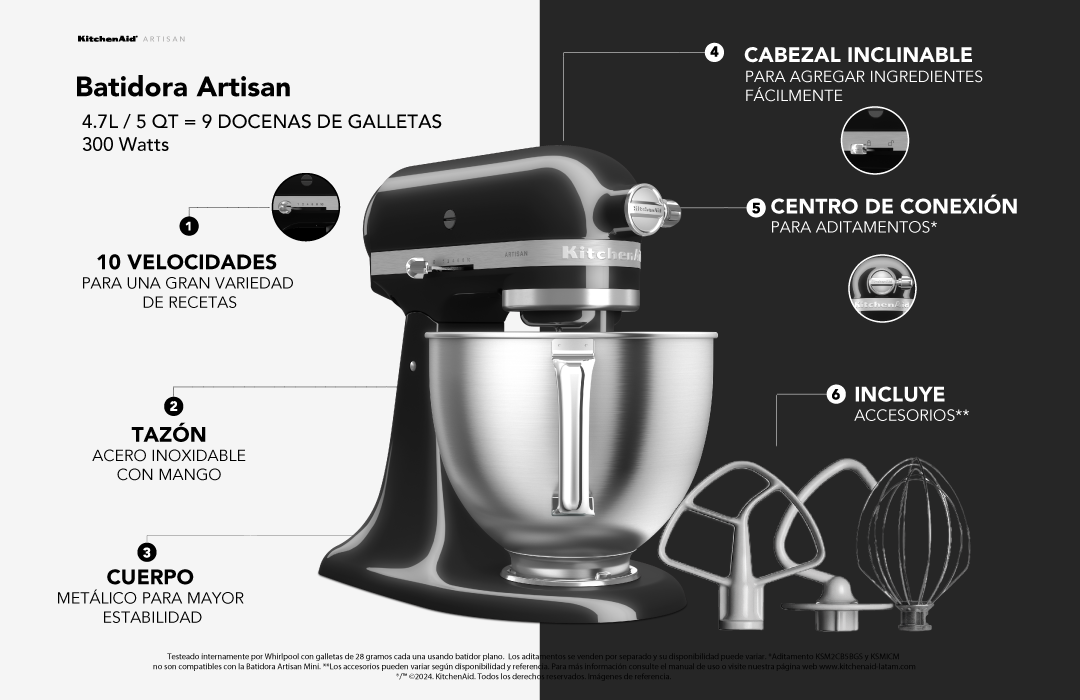 KitchenAid® ARTISAN
Batidora Artisan
4.7L / 5 QT = 9 DOCENAS DE GALLETAS
300 Watts
1
10 VELOCIDADES
PARA UNA GRAN VARIEDAD
DE RECETAS
2
TAZÓN
ACERO INOXIDABLE
CON MANGO
3
CUERPO
METÁLICO PARA MAYOR
ESTABILIDAD
4
CABEZAL INCLINABLE
PARA AGREGAR INGREDIENTES
FÁCILMENTE
5
CENTRO DE CONEXIÓN
PARA ADITAMENTOS*
KitchenAid
6
INCLUYE
ACCESORIOS**
KitchenAid
ARTISAN
KitchenAi
Testeado internamente por Whirlpool con galletas de 28 gramos cada una usando batidor plano. Los aditamentos se venden por separado y su disponibilidad puede variar. *Aditamento KSM2CB5BGS y KSMICM
no son compatibles con la Batidora Artisan Mini. **Los accesorios pueden variar según disponibilidad y referencia. Para más información consulte el manual de uso o visite nuestra página web www.kitchenaid-latam.com
®/™ ©2024. KitchenAid. Todos los derechos reservados. Imágenes de referencia.